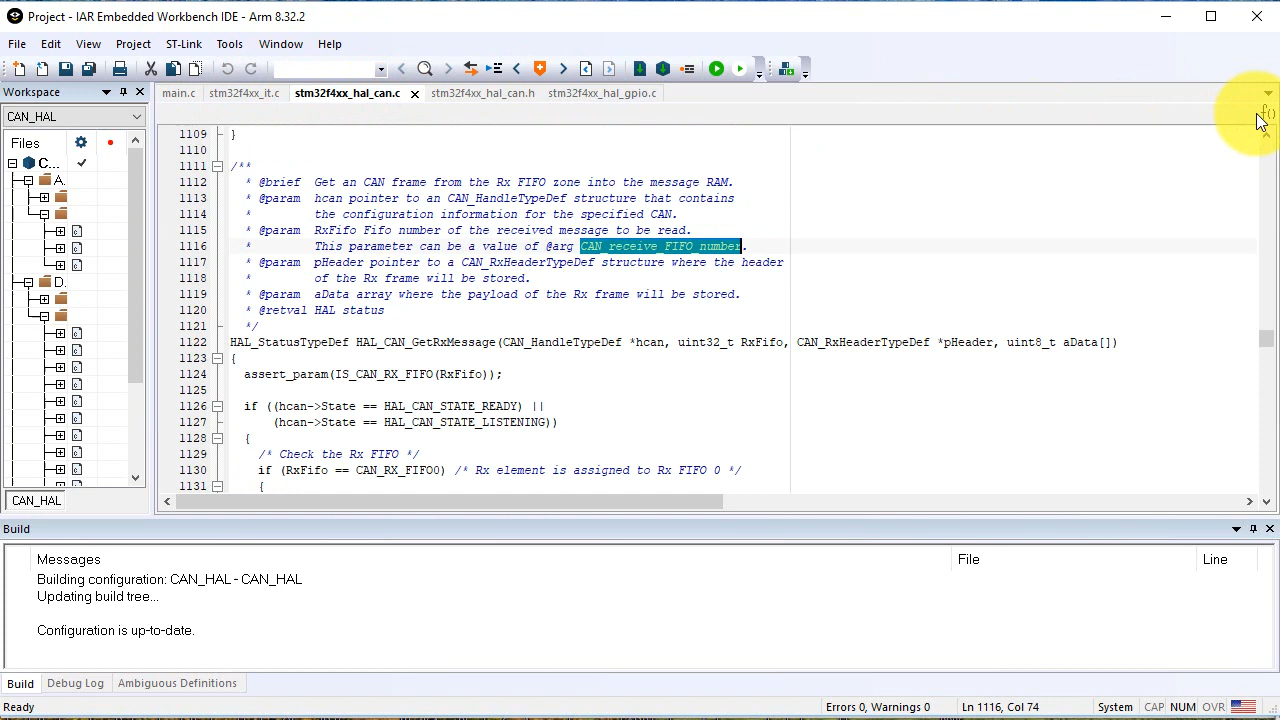 Project - IAR Embedded Workbench IDE - Arm 8.32.2
File Edit View Project ST-Link Tools Window Help
Workspace
main.c stm32f4xx_it.c stm32f4xx_hal_can.c stm32f4xx_hal_can.h stm32f4xx_hal_gpio.c
CAN_HAL
f()
Files
C...
A.
D.
1109 }
1110
1111 /**
1112 * @brief Get an CAN frame from the Rx FIFO zone into the message RAM.
1113 * @param hcan pointer to an CAN_HandleTypeDef structure that contains
1114 * the configuration information for the specified CAN.
1115 * @param RxFifo Fifo number of the received message to be read.
1116 * This parameter can be a value of @arg CAN_receive_FIFO_number.
1117 * @param pHeader pointer to a CAN_RxHeaderTypeDef structure where the header
1118 * of the Rx frame will be stored.
1119 * @param aData array where the payload of the Rx frame will be stored.
1120 * @retval HAL status
1121 */
1122 HAL_StatusTypeDef HAL_CAN_GetRxMessage(CAN_HandleTypeDef *hcan, uint32_t RxFifo, CAN_RxHeaderTypeDef *pHeader, uint8_t aData[])
1123 {
1124 assert_param(IS_CAN_RX_FIFO(RxFifo));
1125
1126 if ((hcan->State == HAL_CAN_STATE_READY) ||
1127 (hcan->State == HAL_CAN_STATE_LISTENING))
1128 {
1129 /* Check the Rx FIFO */
1130 if (RxFifo == CAN_RX_FIFO0) /* Rx element is assigned to Rx FIFO 0 */
1131 {
CAN_HAL
Build
Messages File Line
Building configuration: CAN_HAL - CAN_HAL
Updating build tree...
Configuration is up-to-date.
Build Debug Log Ambiguous Definitions
Ready Errors 0, Warnings 0 Ln 1116, Col 74 System CAP NUM OVR